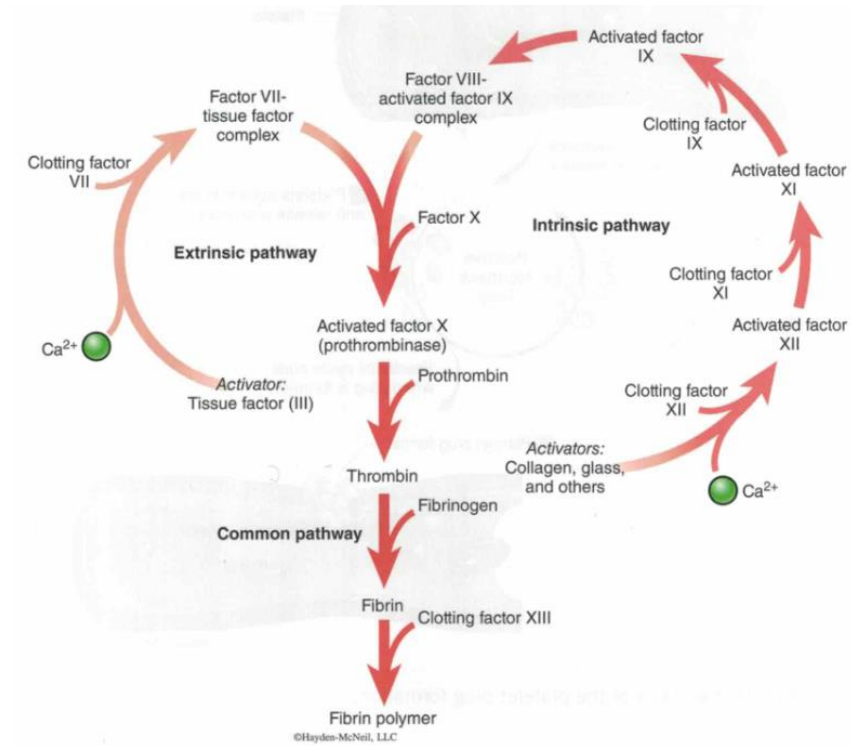 Activated factor
IX
Factor VIII-
activated factor IX
complex
Factor VII-
tissue factor
complex
Clotting factor
IX
Clotting factor
VII
Activated factor
XI
Factor X
Intrinsic pathway
Extrinsic pathway
Clotting factor
XI
Activated factor X
(prothrombinase)
Activated factor
XII
Ca2+
Prothrombin
Activator:
Tissue factor (III)
Clotting factor
XII
Activators:
Collagen, glass,
and others
Thrombin
Ca2+
Fibrinogen
Common pathway
Fibrin
Clotting factor XIII
Fibrin polymer
©Hayden-McNeil, LLC